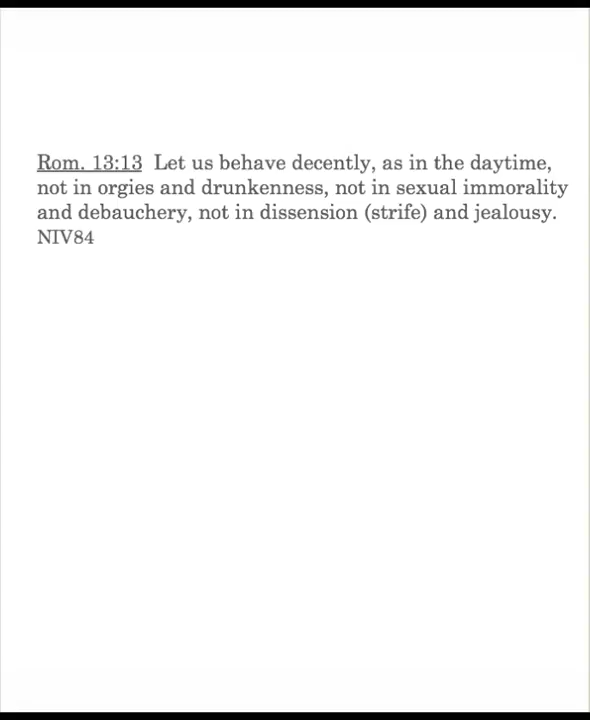 Rom. 13:13 Let us behave decently, as in the daytime,
not in orgies and drunkenness, not in sexual immorality
and debauchery, not in dissension (strife) and jealousy.
NIV84